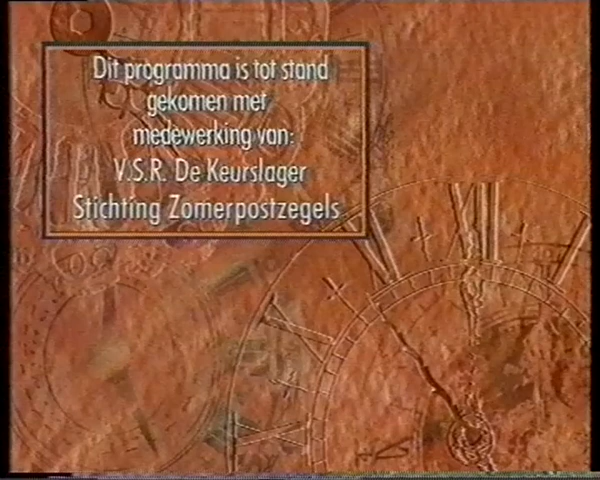 Dit programma is tot stand
gekomen met
medewerking van:
V.S.R. De Keurslager
Stichting Zomerpostzegels